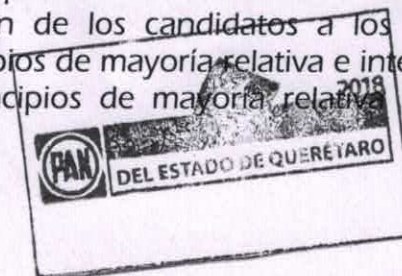 n de los candidatos a los
pios de mayoría relativa e inte
cipios de mayoría relativa
2018
PAN
DEL ESTADO DE QUERÉTARO